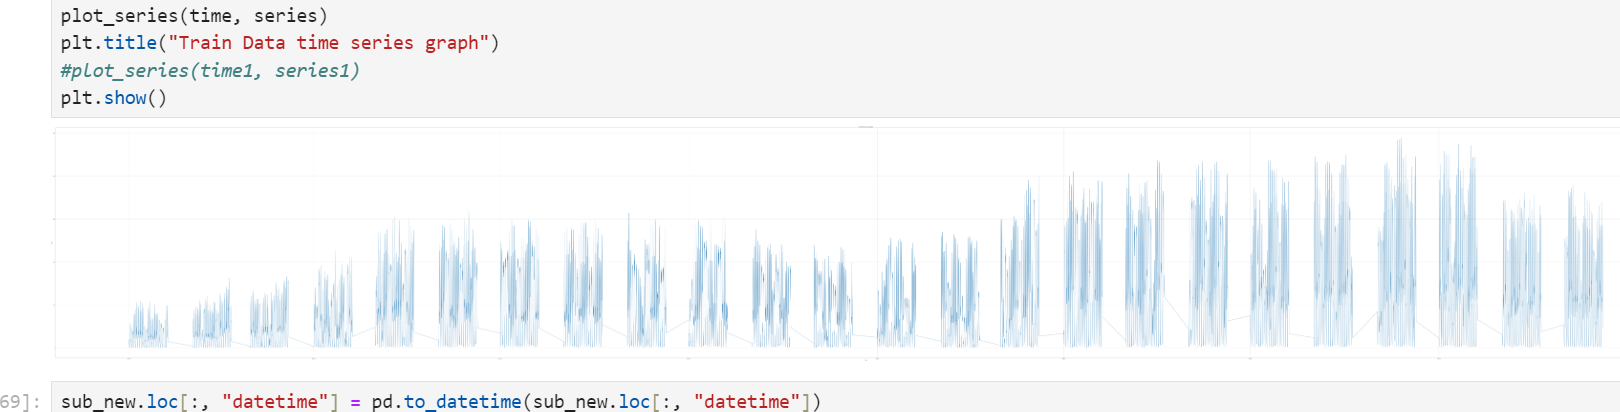 plot_series(time, series)
plt.title("Train Data time series graph")
#plot_series(time1, series1)
plt.show()
69]: sub_new.loc[:, "datetime"] = pd.to_datetime(sub_new.loc[:, "datetime"])